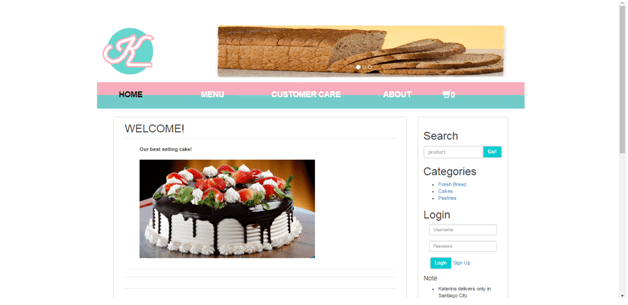 K
HOME MENU CUSTOMER CARE ABOUT 0
WELCOME!
Our best selling cake!
Search
product Go!
Categories
Fresh Bread
Cakes
Pastries
Login
Username
Password
Login Sign Up
Note
Katerina delivers only in
Santiago City.